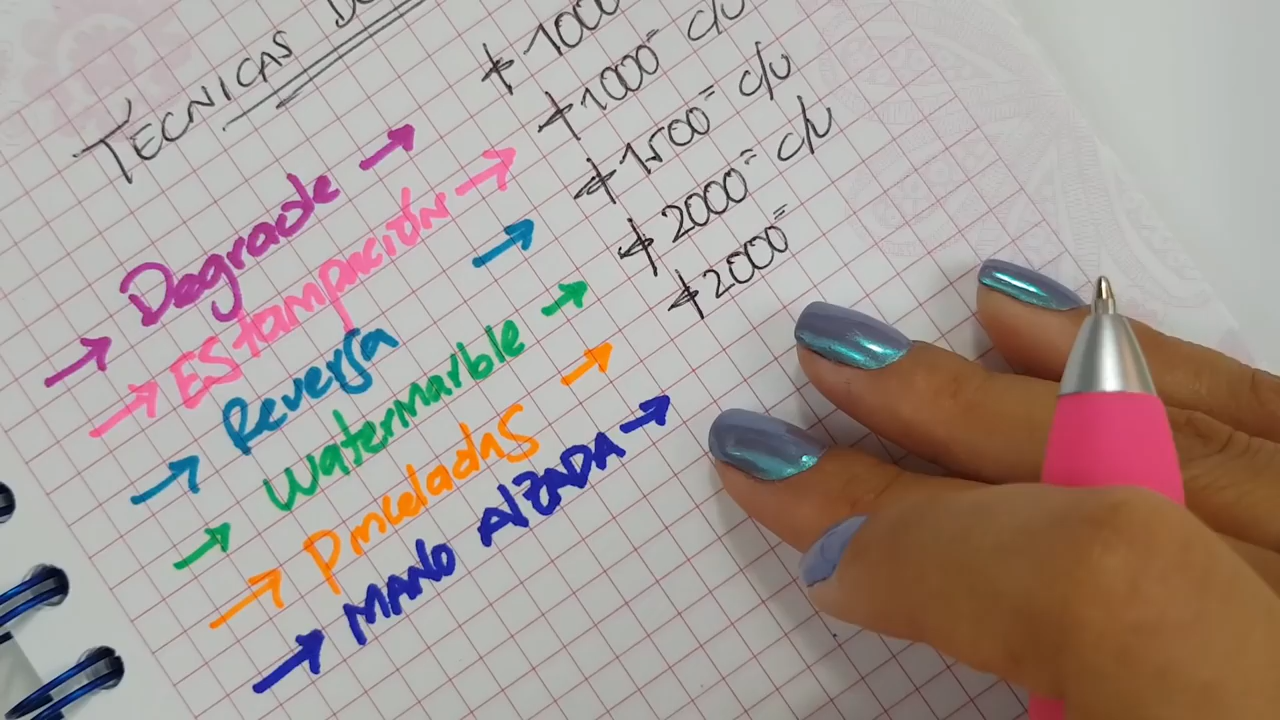 TECNICAS
→ Degrade → $ 1000
→ EStampación → $ 1000= c/u
→ Reversa → $ 1500= c/u
→ Watermarble → $ 2000= c/u
→ PinceladaS → $ 2000=
→ MANO AlZADA →